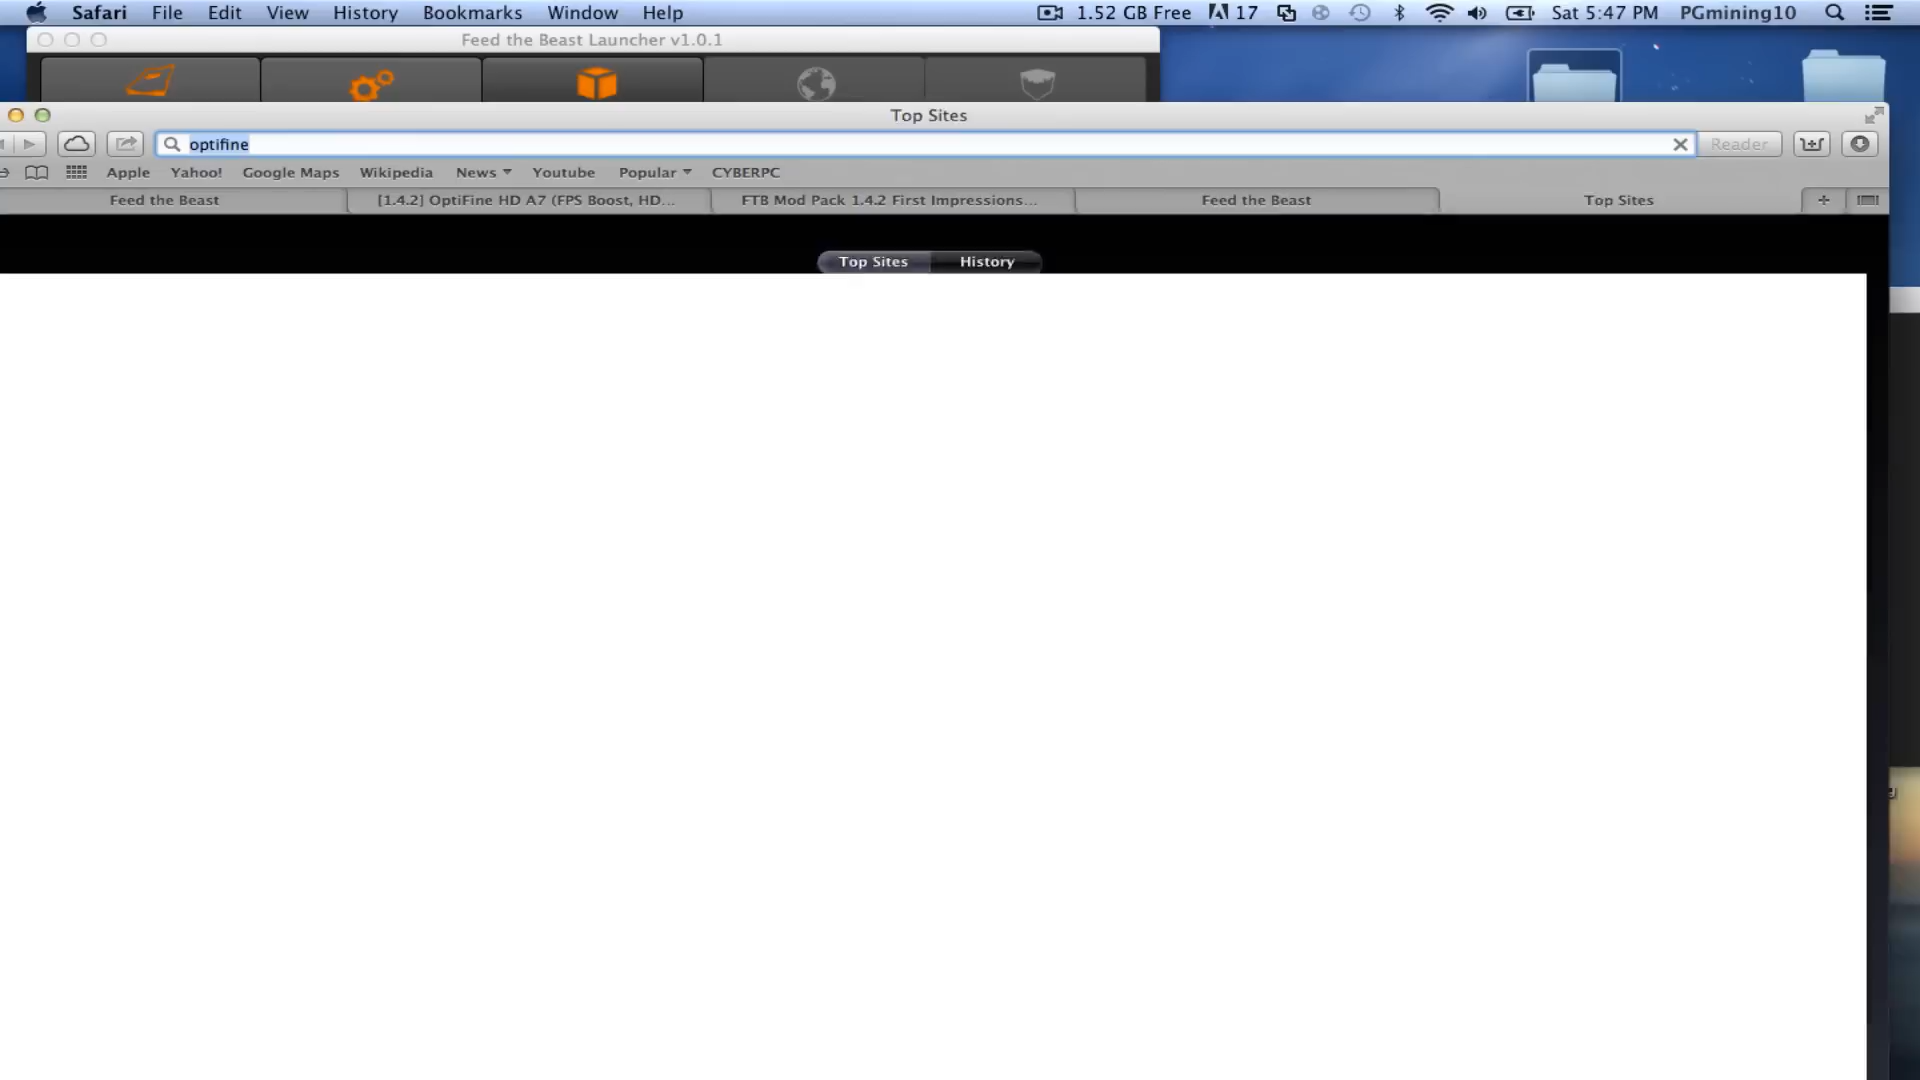 Safari File Edit View History Bookmarks Window Help 1.52 GB Free 17 Sat 5:47 PM PGmining10
Feed the Beast Launcher v1.0.1
Top Sites
optifine Reader
Apple Yahoo! Google Maps Wikipedia News Youtube Popular CYBERPC
Feed the Beast [1.4.2] OptiFine HD A7 (FPS Boost, HD... FTB Mod Pack 1.4.2 First Impressions... Feed the Beast Top Sites
Top Sites History